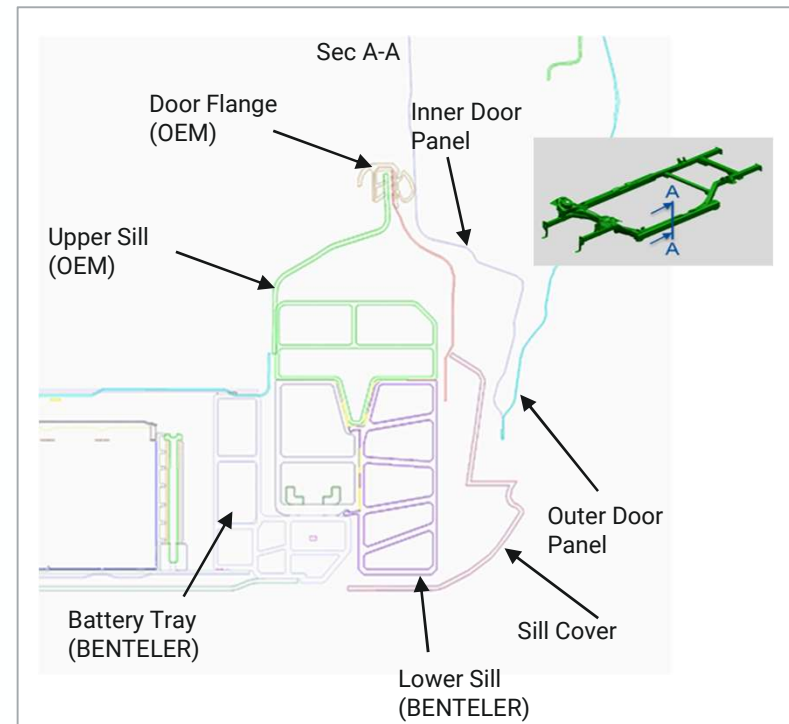 Sec A-A
Door Flange
(OEM)
Inner Door
Panel
A
A
Upper Sill
(OEM)
Outer Door
Panel
Battery Tray
(BENTELER)
Sill Cover
Lower Sill
(BENTELER)